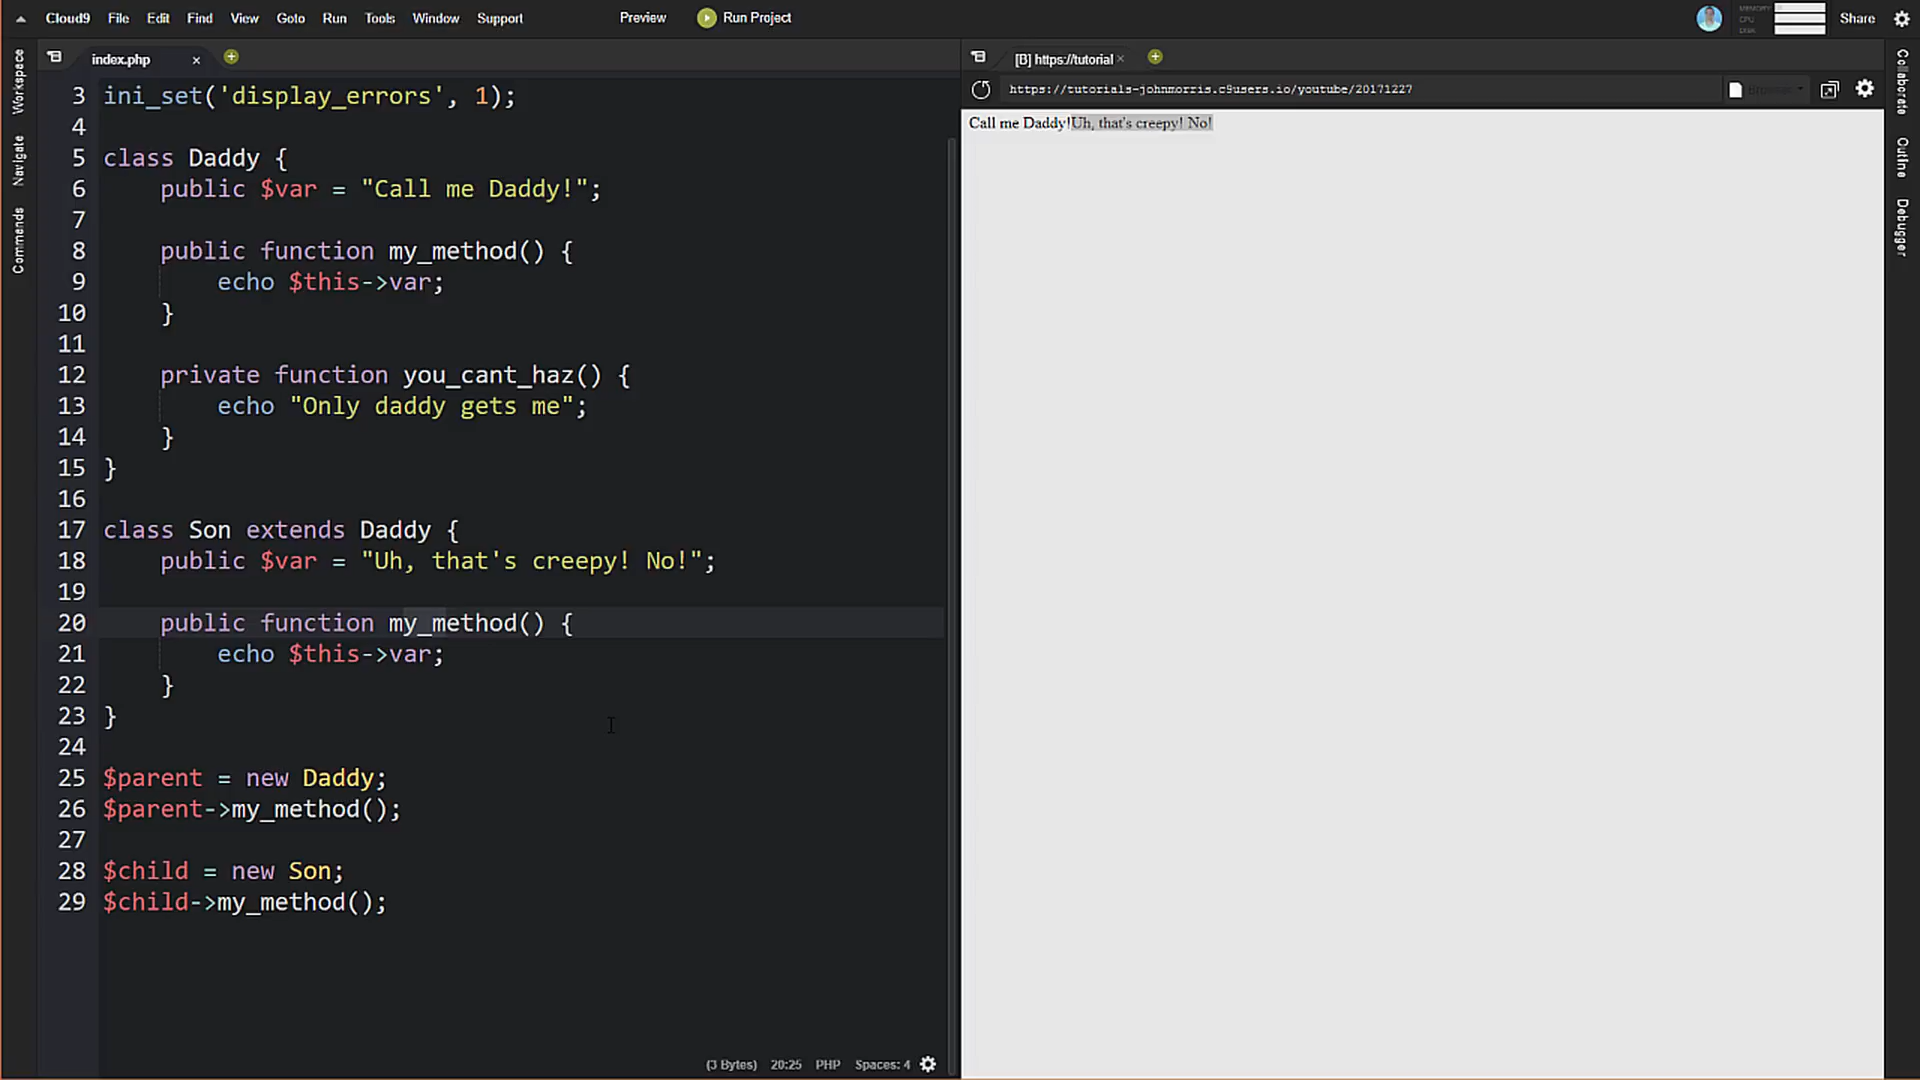 Cloud9 File Edit Find View Goto Run Tools Window Support Preview Run Project MEMORY CPU DISK Share
Workspace
Navigate
Commands
index.php
3 ini_set('display_errors', 1);
4
5 class Daddy {
6     public $var = "Call me Daddy!";
7
8     public function my_method() {
9         echo $this->var;
10     }
11
12     private function you_cant_haz() {
13         echo "Only daddy gets me";
14     }
15 }
16
17 class Son extends Daddy {
18     public $var = "Uh, that's creepy! No!";
19
20     public function my_method() {
21         echo $this->var;
22     }
23 }
24
25 $parent = new Daddy;
26 $parent->my_method();
27
28 $child = new Son;
29 $child->my_method();
(3 Bytes) 20:25 PHP Spaces: 4
[B] https://tutorial
https://tutorials-johnmorris.c9users.io/youtube/20171227 Browser
Call me Daddy!Uh, that's creepy! No!
Collaborate
Outline
Debugger